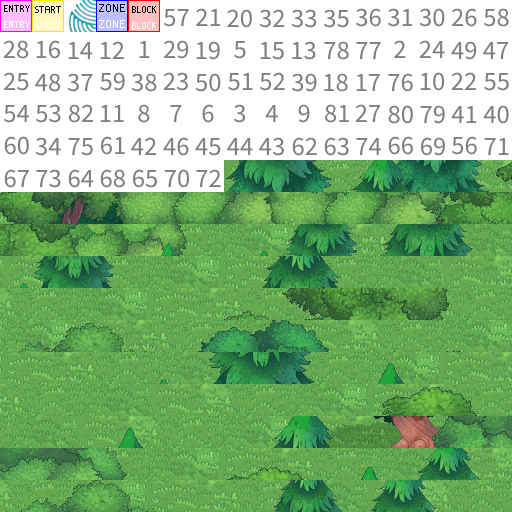 ENTRY START ZONE BLOCK 57 21 20 32 33 35 36 31 30 26 58
ENTRY START ZONE BLOCK
28 16 14 12 1 29 19 5 15 13 78 77 2 24 49 47
25 48 37 59 38 23 50 51 52 39 18 17 76 10 22 55
54 53 82 11 8 7 6 3 4 9 81 27 80 79 41 40
60 34 75 61 42 46 45 44 43 62 63 74 66 69 56 71
67 73 64 68 65 70 72